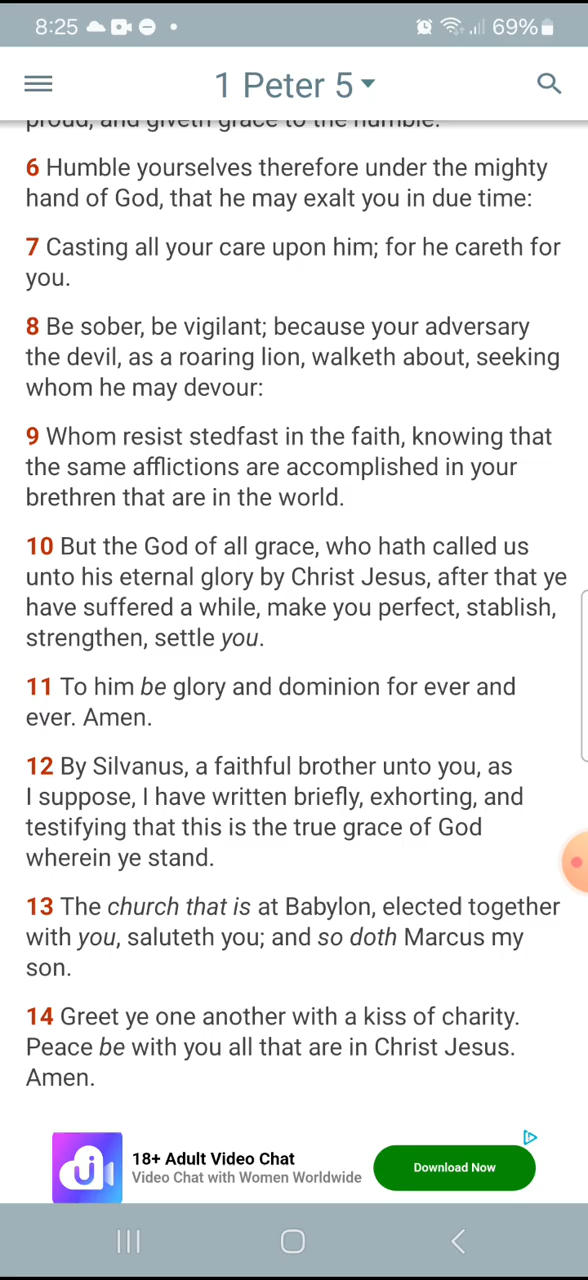 8:25
69%
1 Peter 5
proud, and giveth grace to the humble.
6 Humble yourselves therefore under the mighty
hand of God, that he may exalt you in due time:
7 Casting all your care upon him; for he careth for
you.
8 Be sober, be vigilant; because your adversary
the devil, as a roaring lion, walketh about, seeking
whom he may devour:
9 Whom resist stedfast in the faith, knowing that
the same afflictions are accomplished in your
brethren that are in the world.
10 But the God of all grace, who hath called us
unto his eternal glory by Christ Jesus, after that ye
have suffered a while, make you perfect, stablish,
strengthen, settle you.
11 To him be glory and dominion for ever and
ever. Amen.
12 By Silvanus, a faithful brother unto you, as
I suppose, I have written briefly, exhorting, and
testifying that this is the true grace of God
wherein ye stand.
13 The church that is at Babylon, elected together
with you, saluteth you; and so doth Marcus my
son.
14 Greet ye one another with a kiss of charity.
Peace be with you all that are in Christ Jesus.
Amen.
18+ Adult Video Chat
Video Chat with Women Worldwide
Download Now